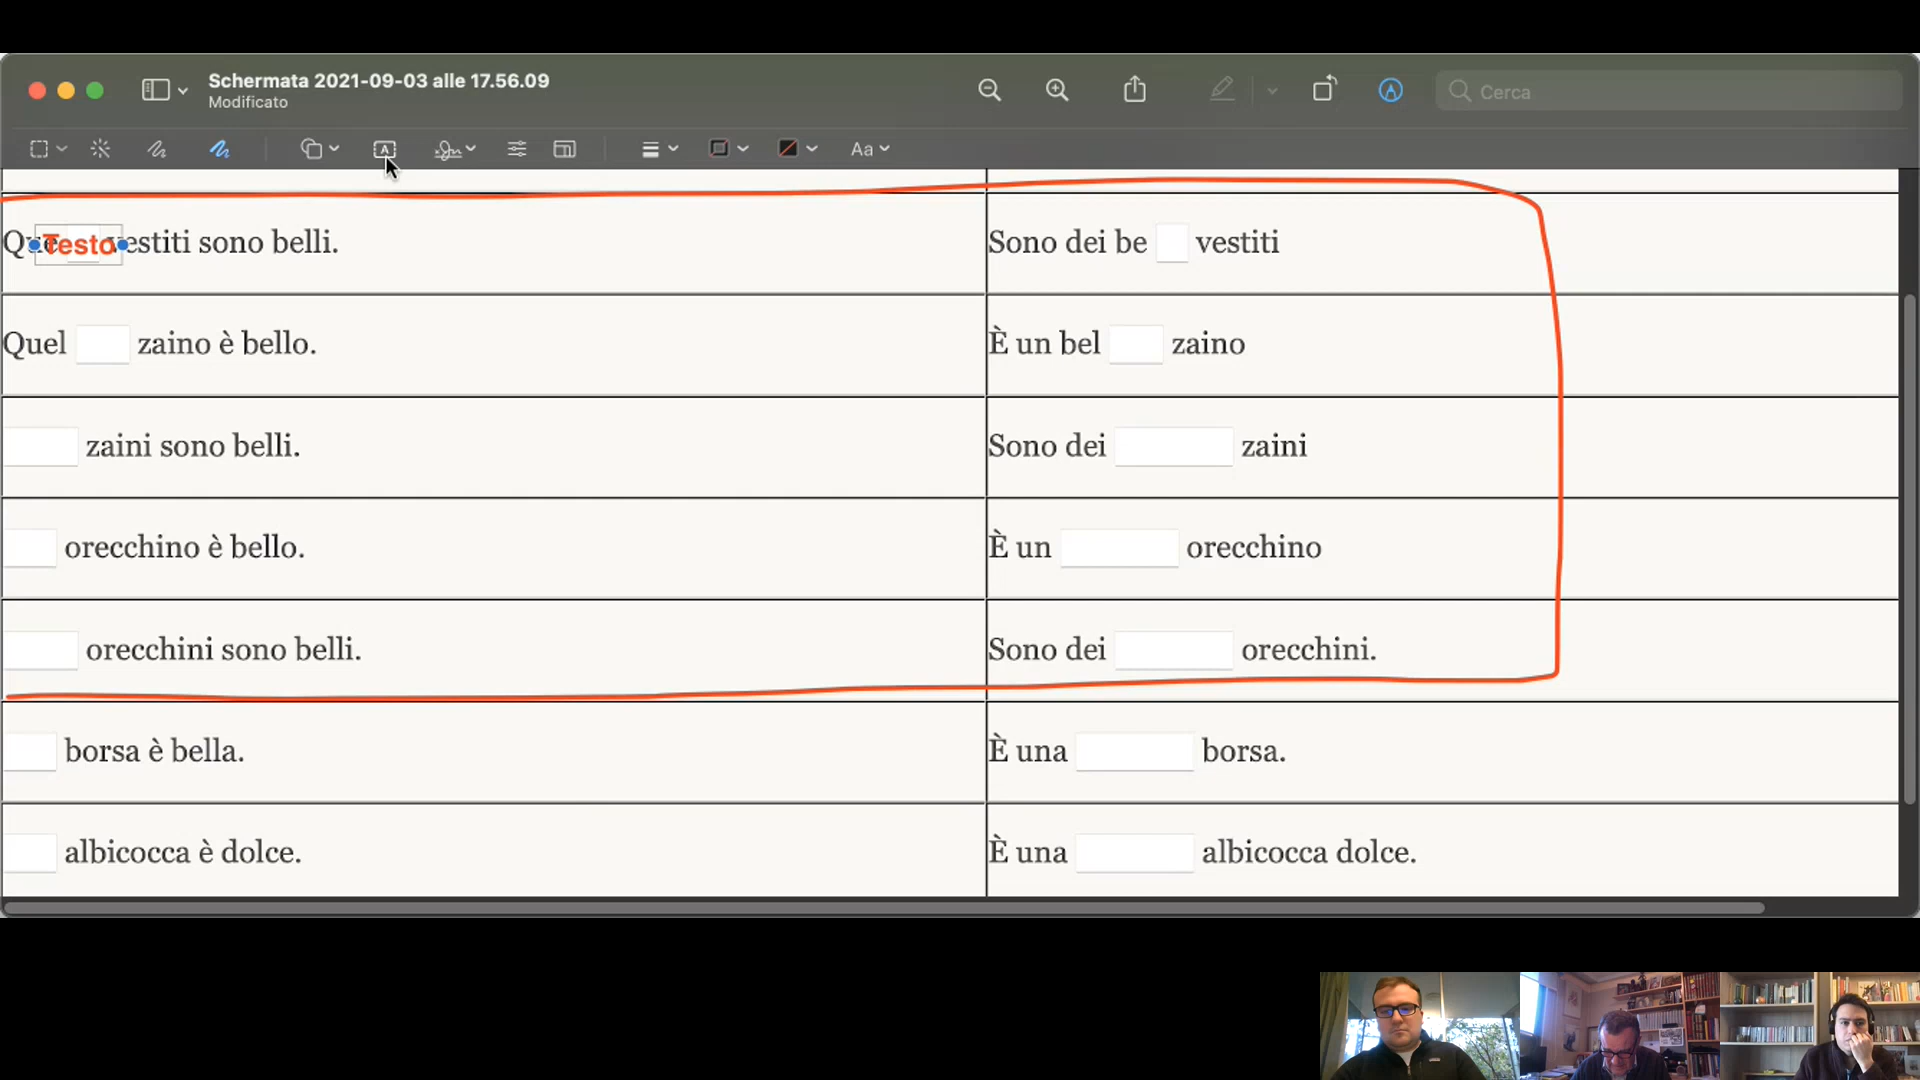 Schermata 2021-09-03 alle 17.56.09
Modificato
Cerca
A
Aa
Testo vestiti sono belli.
Sono dei be vestiti
Quel zaino è bello.
È un bel zaino
zaini sono belli.
Sono dei zaini
orecchino è bello.
È un orecchino
orecchini sono belli.
Sono dei orecchini.
borsa è bella.
È una borsa.
albicocca è dolce.
È una albicocca dolce.